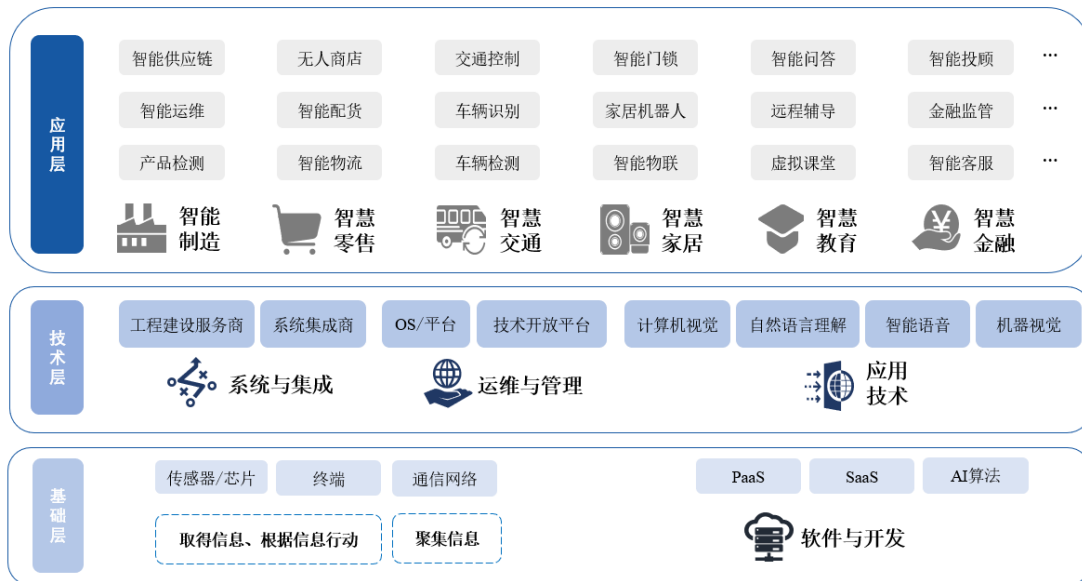 应用层
智能供应链 无人商店 交通控制 智能门锁 智能问答 智能投顾 ...
智能运维 智能配货 车辆识别 家居机器人 远程辅导 金融监管 ...
产品检测 智能物流 车辆检测 智能物联 虚拟课堂 智能客服 ...
智能 智慧 智慧 智慧 智慧 智慧
制造 零售 交通 家居 教育 金融
技术层
工程建设服务商 系统集成商 OS/平台 技术开放平台 计算机视觉 自然语言理解 智能语音 机器视觉
系统与集成 运维与管理 应用
技术
基础层
传感器/芯片 终端 通信网络 PaaS SaaS AI算法
取得信息、根据信息行动 聚集信息 软件与开发